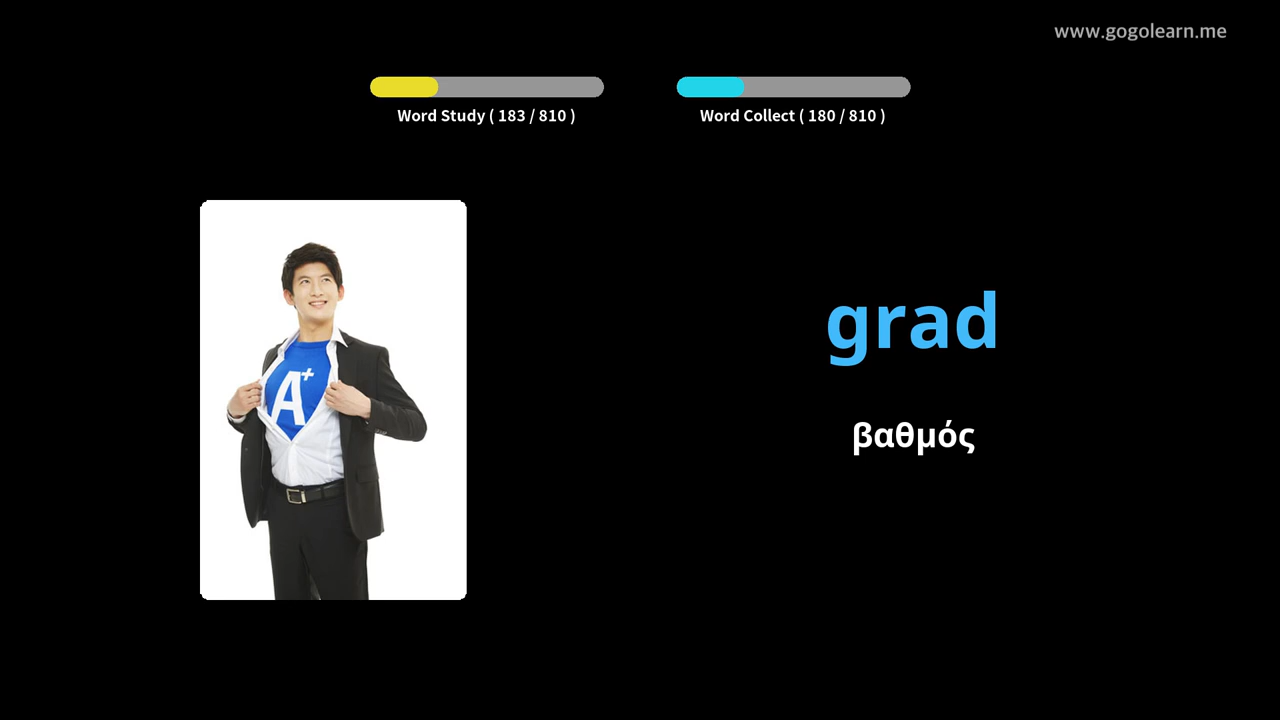 www.gogolearn.me
Word Study ( 183 / 810 )
Word Collect ( 180 / 810 )
A+
grad
βαθμός